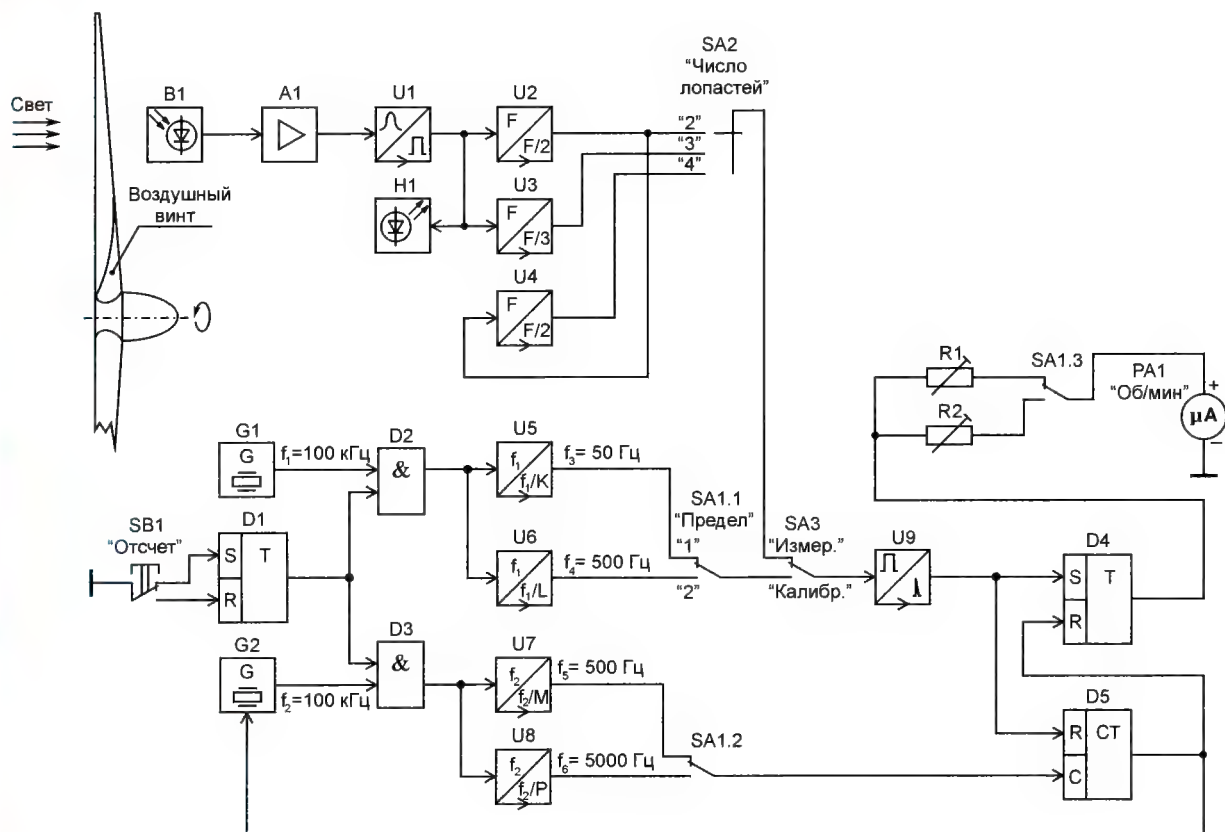 SA2
“Число
лопастей”
Свет
B1
A1
U1
U2
F
F/2
“2”
“3”
“4”
H1
U3
F
F/3
Воздушный
винт
U4
F
F/2
R1
SA1.3
PA1
“Об/мин”
+
μA
–
R2
G1
G
f₁=100 кГц
D2
&
U5
f₁
f₁/K
f₃= 50 Гц
SA1.1
“Предел”
SA3
“Измер.”
U9
D4
S T
R
SB1
“Отсчет”
D1
S T
R
“1”
“2”
“Калибр.”
U6
f₁
f₁/L
f₄= 500 Гц
G2
G
f₂=100 кГц
D3
&
U7
f₂
f₂/M
f₅= 500 Гц
D5
R CT
C
U8
f₂
f₂/P
f₆= 5000 Гц
SA1.2